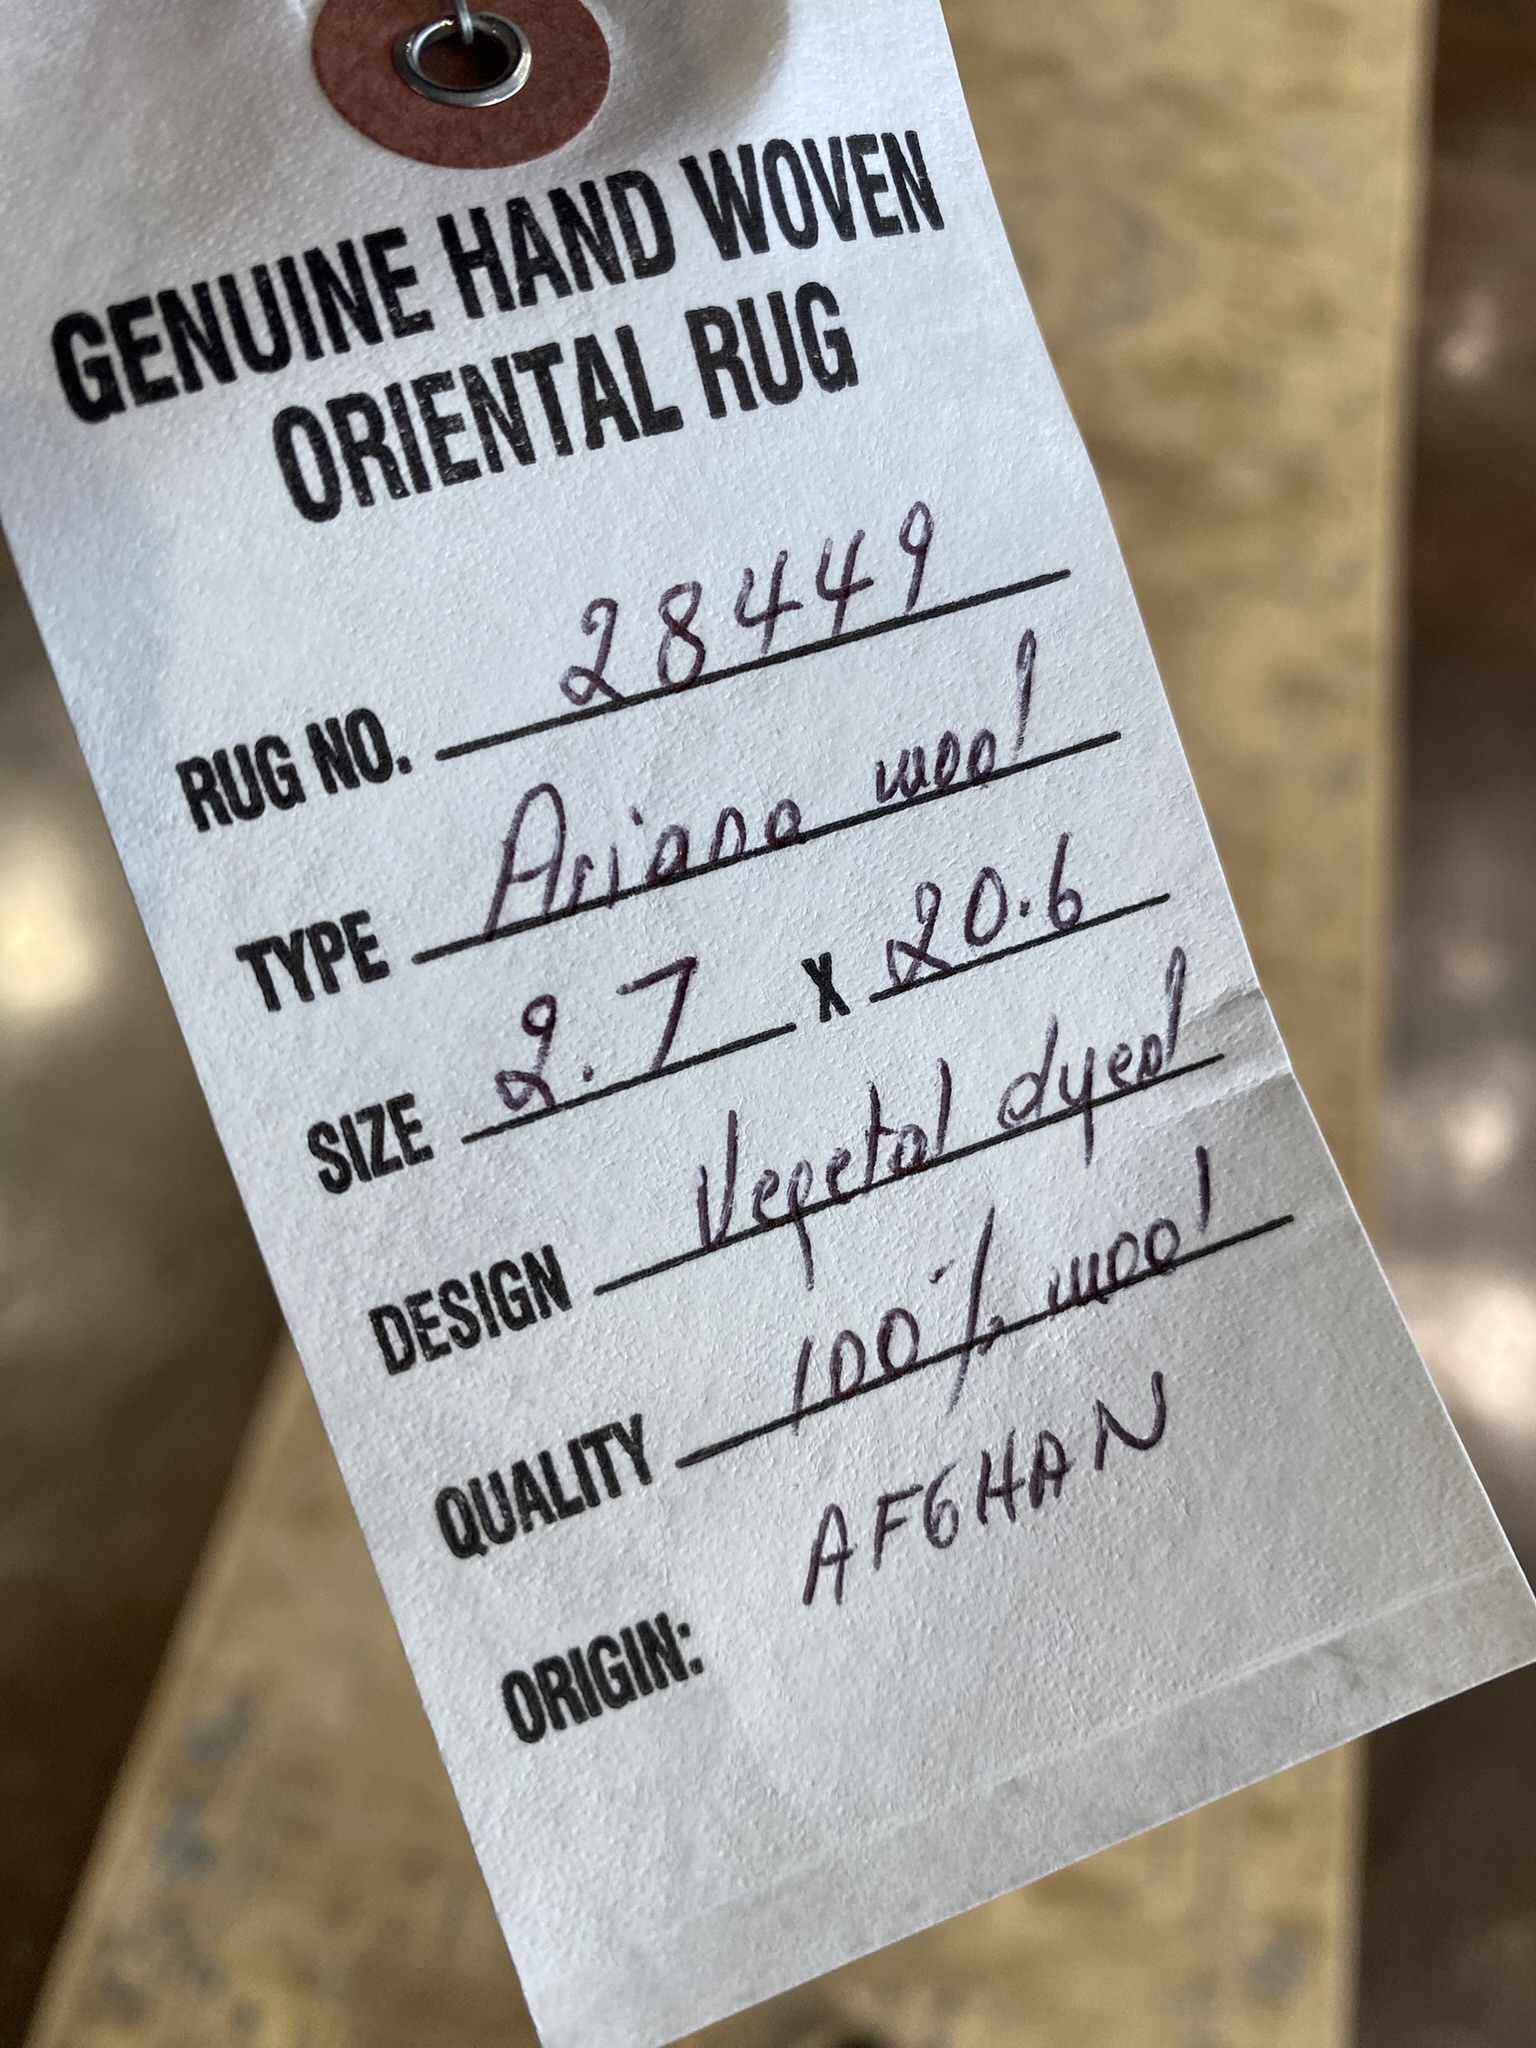 GENUINE HAND WOVEN
ORIENTAL RUG
RUG NO. 28449
TYPE Ariana wool
SIZE 2.7 X 20.6
DESIGN Vegetal dyed
QUALITY 100% wool
ORIGIN: AFGHAN